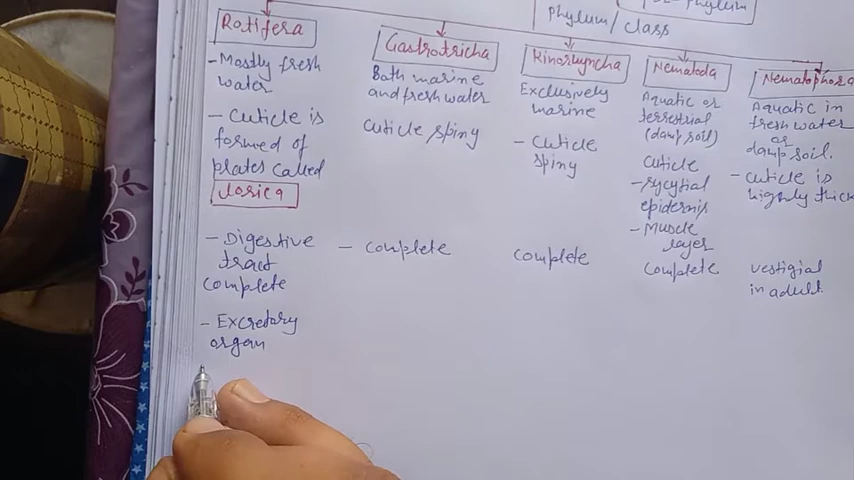 phylum
Phylum / class
Rotifera
- Mostly fresh
water
- Cuticle is
formed of
plates called
Lorica
- Digestive
tract
complete
- Excretory
organ
Gastrotricha
Both marine
and fresh water
cuticle spiny
- complete
Kinorhyncha
Exclusively
marine
- Cuticle
spiny
complete
Nematoda
Aquatic or
terrestrial
(damp soil)
cuticle
- sycytial
epidermis
- Muscle
layer
complete
Nematophora
Aquatic in
fresh water
or
damp soil.
- cuticle is
highly thick
vestigial
in adult